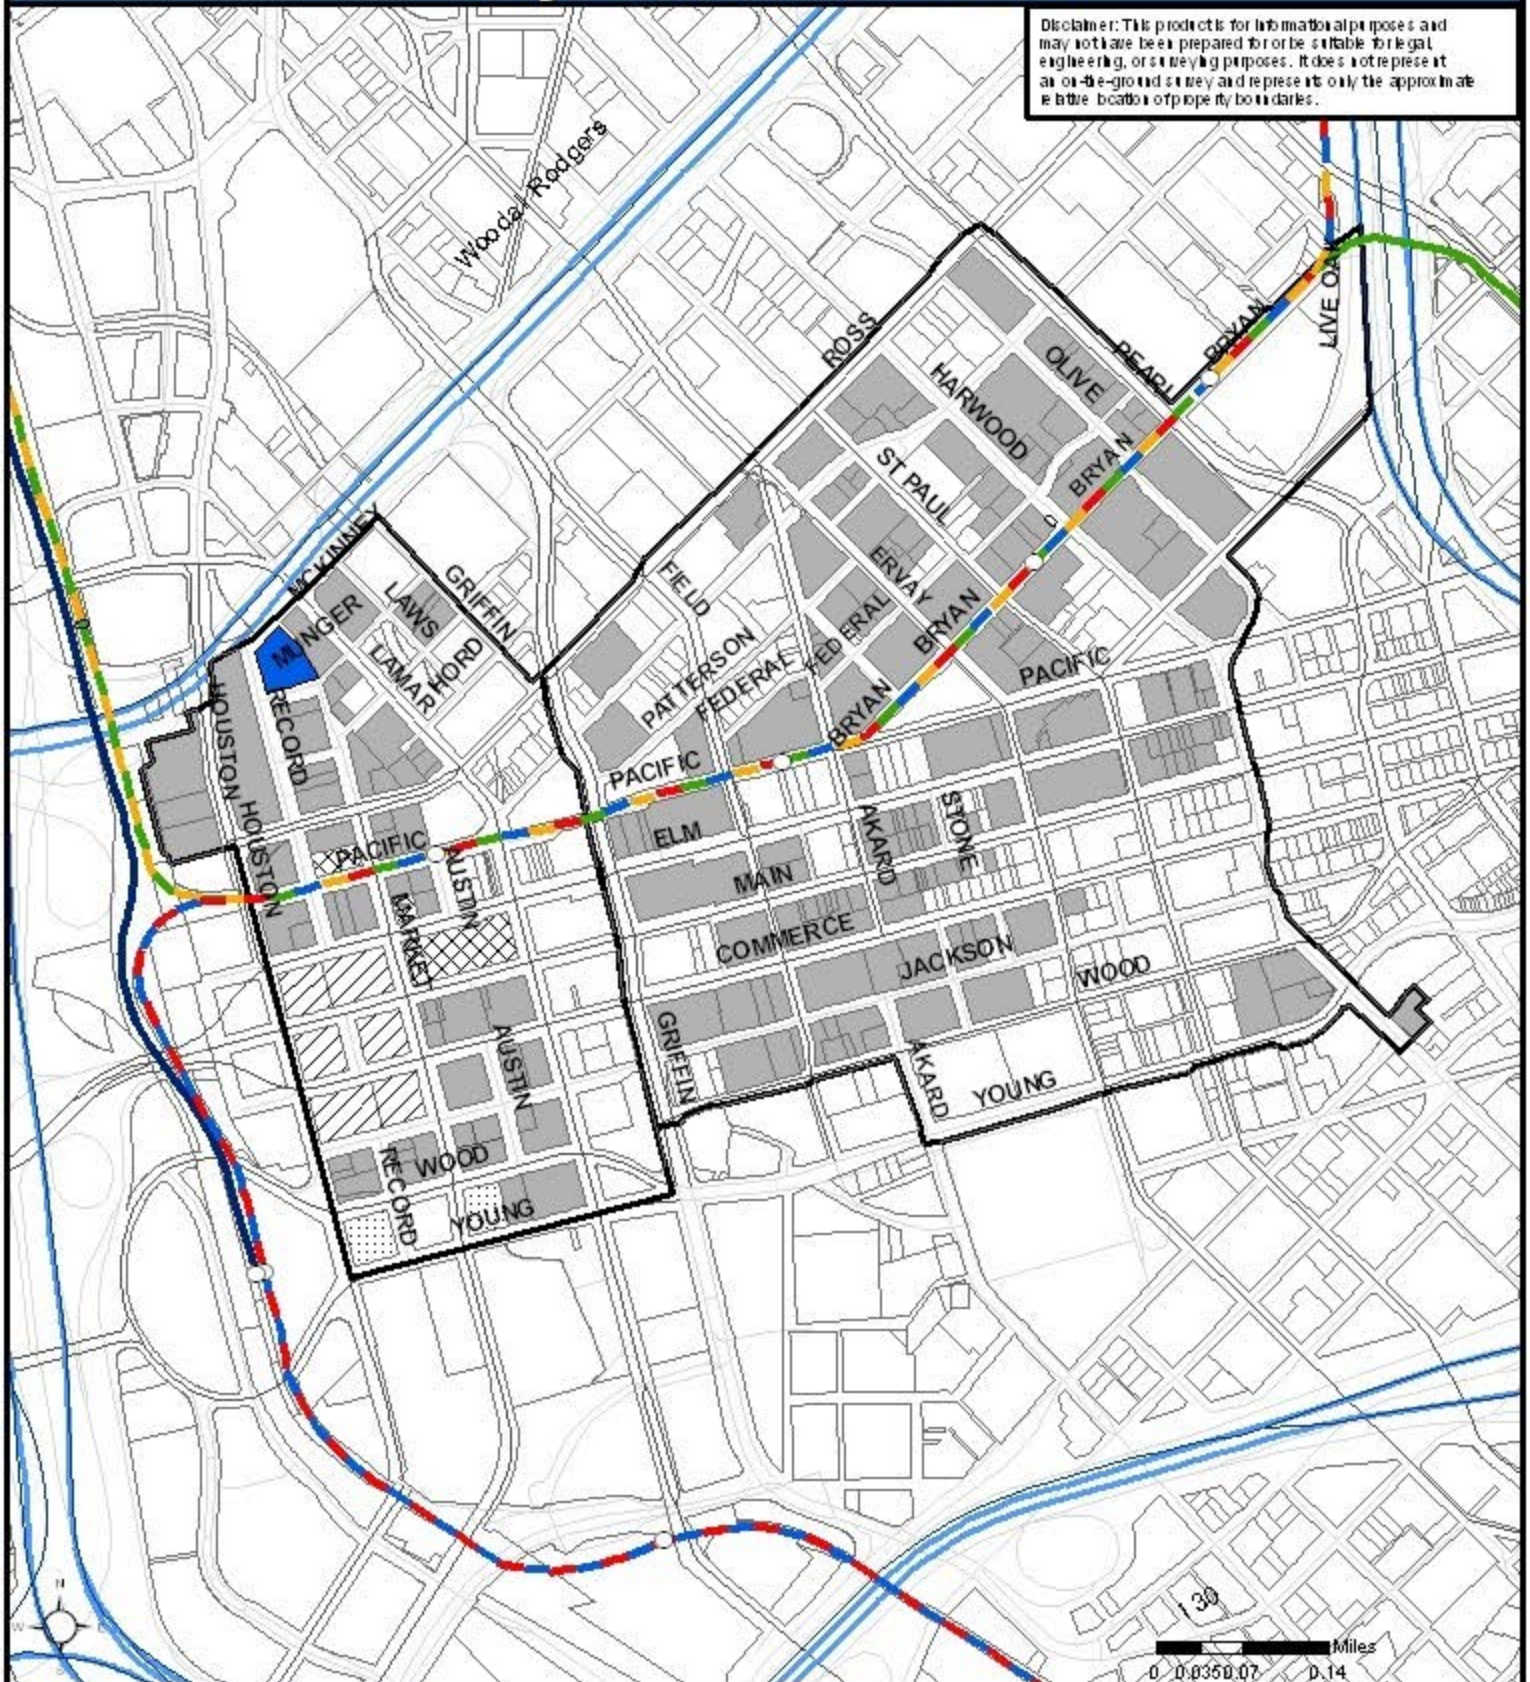 Disclaimer: This product is for informational purposes and
may not have been prepared for or be suitable for legal,
engineering, or surveying purposes. It does not represent
an on-the-ground survey and represents only the approximate
relative location of property boundaries.
Woodal Rodgers
ROSS
PEARL
BRYAN
LIVE OAK
OLIVE
HARWOOD
BRYAN
ST PAUL
MCKINNEY
GRIFFIN
LAWS
MUNGER
LAMAR
HORD
FIELD
ERVAY
FEDERAL
BRYAN
PATTERSON
FEDERAL
PACIFIC
BRYAN
HOUSTON
RECORD
PACIFIC
HOUSTON
PACIFIC
AUSTIN
MARKET
ELM
AKARD
STONE
MAIN
COMMERCE
JACKSON
WOOD
GRIFFIN
AUSTIN
AKARD
YOUNG
WOOD
RECORD
YOUNG
I 30
N
W
E
S
Miles
0 0.0350.07 0.14